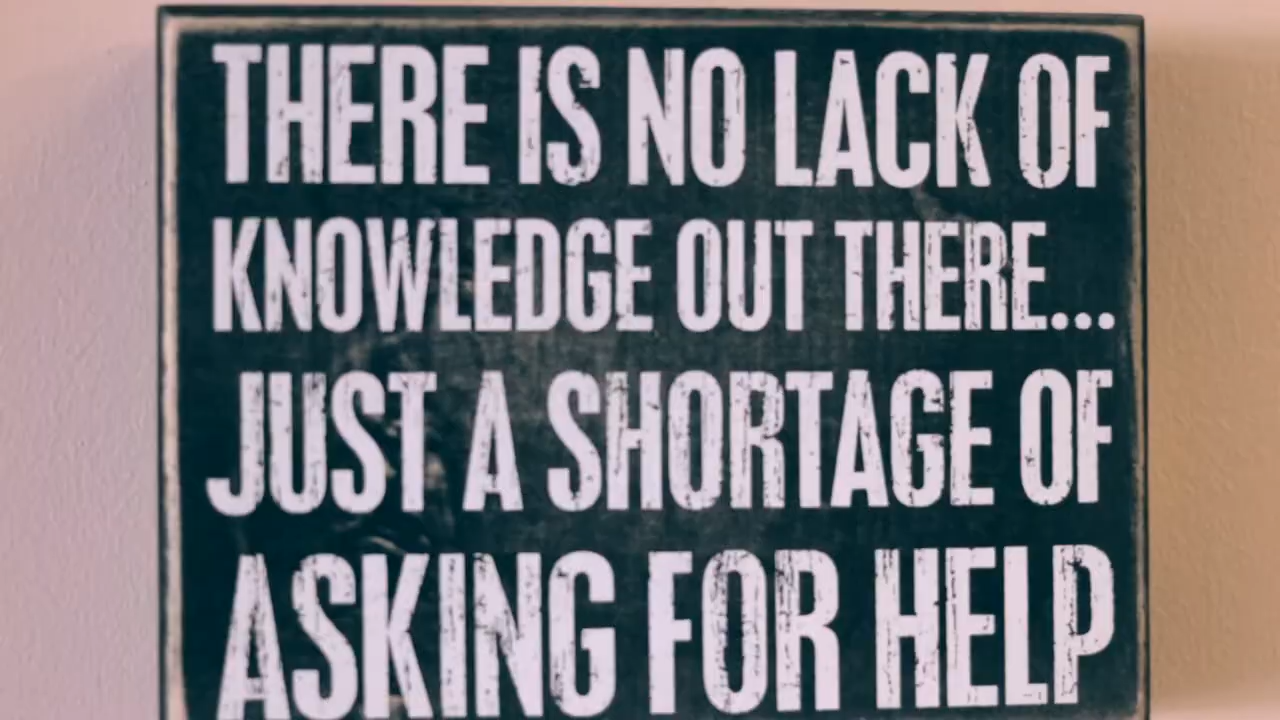 THERE IS NO LACK OF
KNOWLEDGE OUT THERE...
JUST A SHORTAGE OF
ASKING FOR HELP